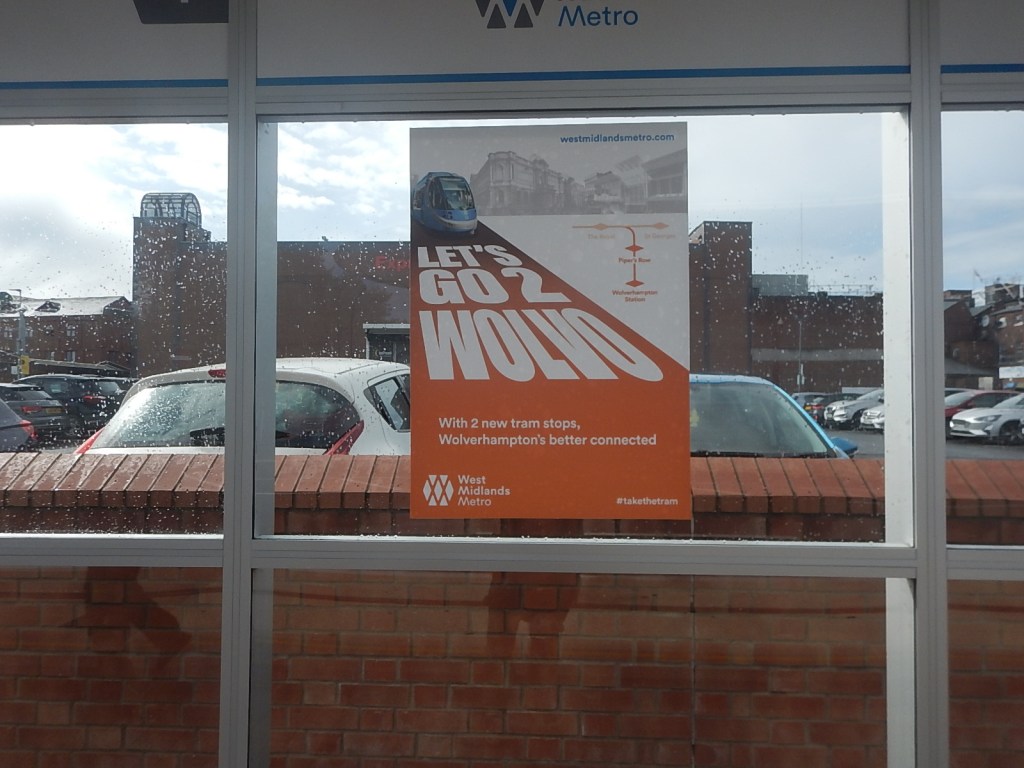 Metro
westmidlandsmetro.com
LET'S
GO 2
WOLVO
Piper's Row
Wolverhampton
Station
With 2 new tram stops,
Wolverhampton's better connected
West
Midlands
Metro
#takethetram